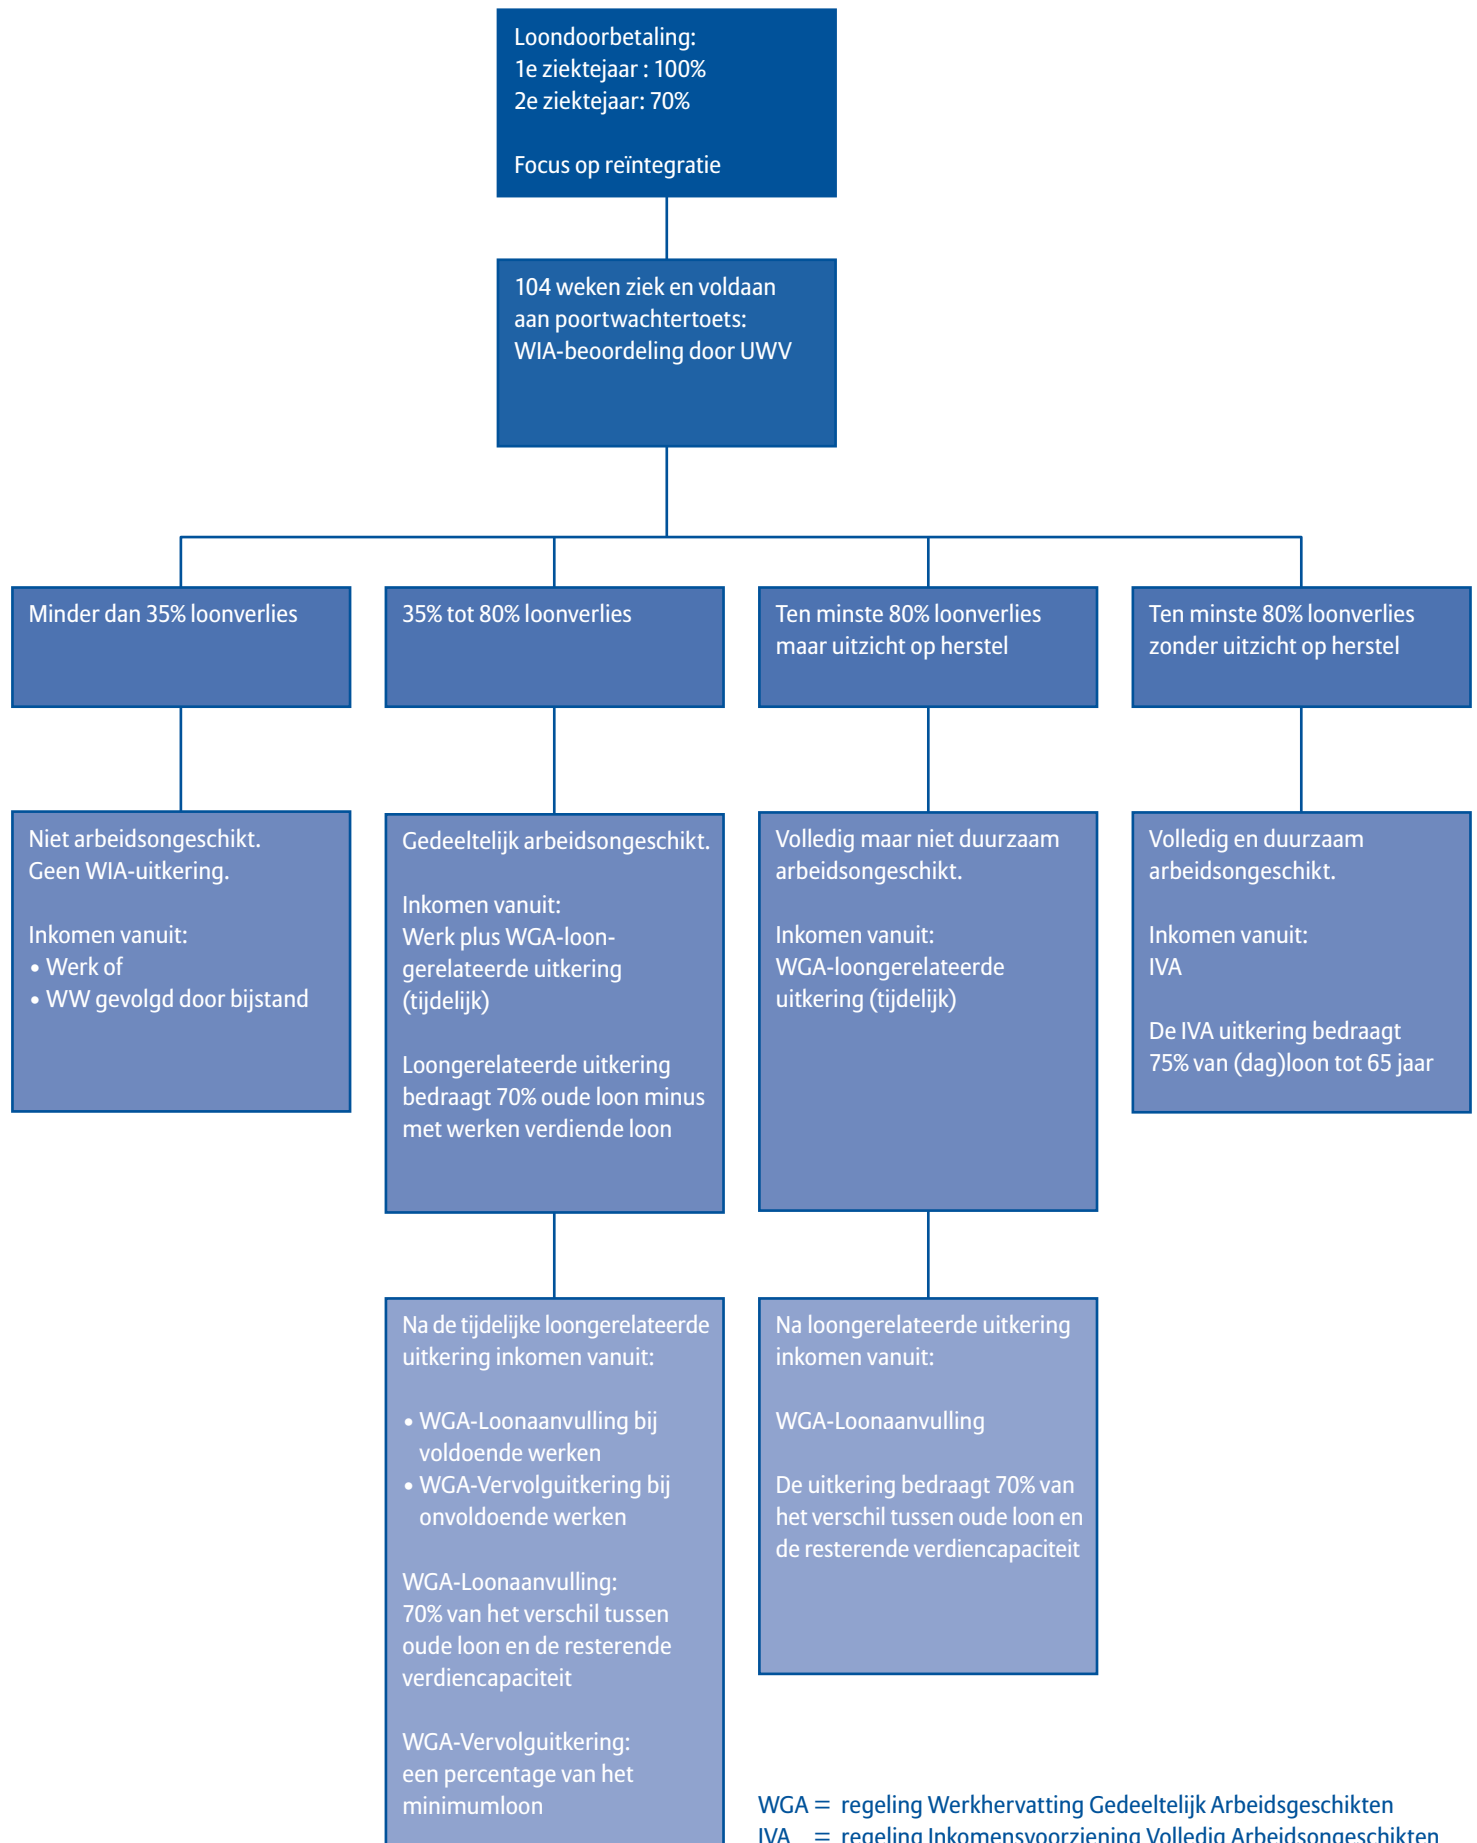 Loondoorbetaling:
1e ziektejaar : 100%
2e ziektejaar: 70%
Focus op reïntegratie
104 weken ziek en voldaan
aan poortwachtertoets:
WIA-beoordeling door UWV
Minder dan 35% loonverlies
35% tot 80% loonverlies
Ten minste 80% loonverlies
maar uitzicht op herstel
Ten minste 80% loonverlies
zonder uitzicht op herstel
Niet arbeidsongeschikt.
Geen WIA-uitkering.
Inkomen vanuit:
• Werk of
• WW gevolgd door bijstand
Gedeeltelijk arbeidsongeschikt.
Inkomen vanuit:
Werk plus WGA-loon-
gerelateerde uitkering
(tijdelijk)
Loongerelateerde uitkering
bedraagt 70% oude loon minus
met werken verdiende loon
Volledig maar niet duurzaam
arbeidsongeschikt.
Inkomen vanuit:
WGA-loongerelateerde
uitkering (tijdelijk)
Volledig en duurzaam
arbeidsongeschikt.
Inkomen vanuit:
IVA
De IVA uitkering bedraagt
75% van (dag)loon tot 65 jaar
Na de tijdelijke loongerelateerde
uitkering inkomen vanuit:
• WGA-Loonaanvulling bij
voldoende werken
• WGA-Vervolguitkering bij
onvoldoende werken
WGA-Loonaanvulling:
70% van het verschil tussen
oude loon en de resterende
verdiencapaciteit
WGA-Vervolguitkering:
een percentage van het
minimumloon
Na loongerelateerde uitkering
inkomen vanuit:
WGA-Loonaanvulling
De uitkering bedraagt 70% van
het verschil tussen oude loon en
de resterende verdiencapaciteit
WGA = regeling Werkhervatting Gedeeltelijk Arbeidsgeschikten
IVA = regeling Inkomensvoorziening Volledig Arbeidsongeschikten